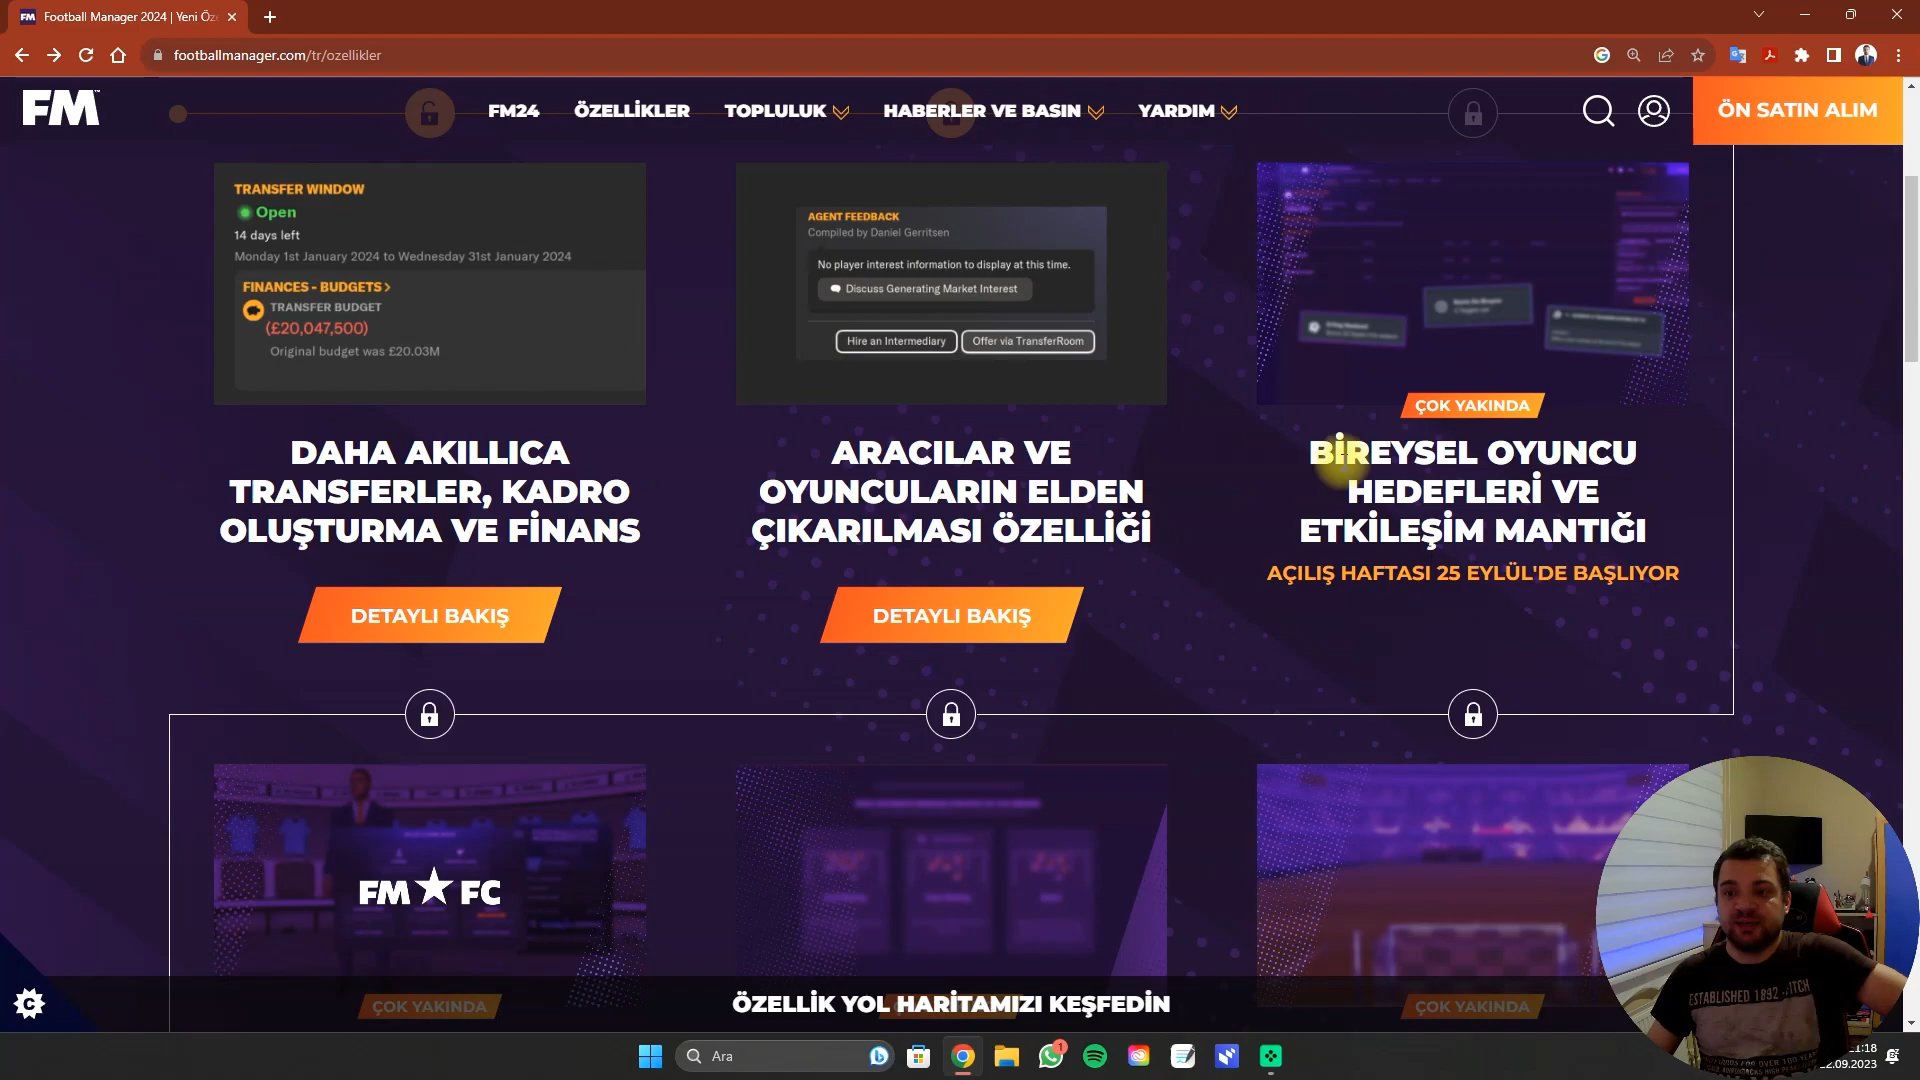 Football Manager 2024 | Yeni Öz
footballmanager.com/tr/ozellikler
FM
FM24
ÖZELLİKLER
TOPLULUK
HABERLER VE BASIN
YARDIM
ÖN SATIN ALIM
TRANSFER WINDOW
Open
14 days left
Monday 1st January 2024 to Wednesday 31st January 2024
FINANCES - BUDGETS >
TRANSFER BUDGET
(£20,047,500)
Original budget was £20.03M
AGENT FEEDBACK
Compiled by Daniel Gerritsen
No player interest information to display at this time.
Discuss Generating Market Interest
Hire an Intermediary
Offer via TransferRoom
ÇOK YAKINDA
DAHA AKILLICA
TRANSFERLER, KADRO
OLUŞTURMA VE FİNANS
DETAYLI BAKIŞ
ARACILAR VE
OYUNCULARIN ELDEN
ÇIKARILMASI ÖZELLİĞİ
DETAYLI BAKIŞ
BİREYSEL OYUNCU
HEDEFLERİ VE
ETKİLEŞİM MANTIĞI
AÇILIŞ HAFTASI 25 EYLÜL'DE BAŞLIYOR
FM FC
ÇOK YAKINDA
ÖZELLİK YOL HARİTAMIZI KEŞFEDİN
ÇOK YAKINDA
ESTABLISHED 1892
Ara
1